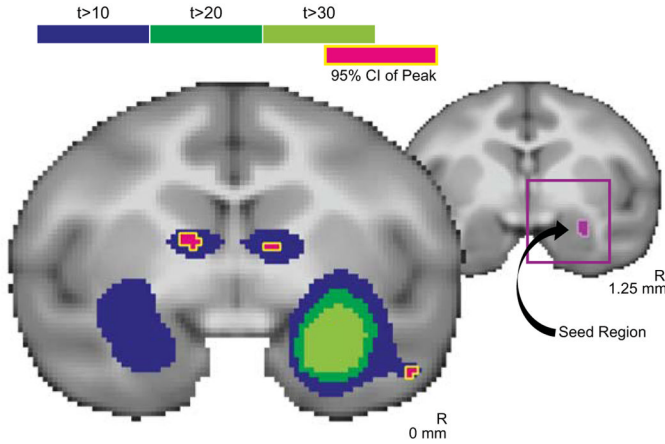 t>10 t>20 t>30
95% CI of Peak
R
1.25 mm
Seed Region
R
0 mm